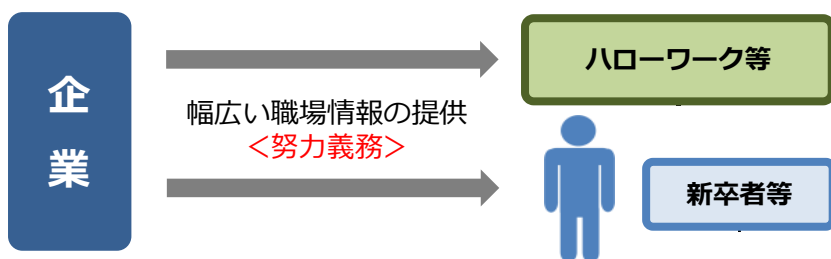 企業
幅広い職場情報の提供
＜努力義務＞
ハローワーク等
新卒者等